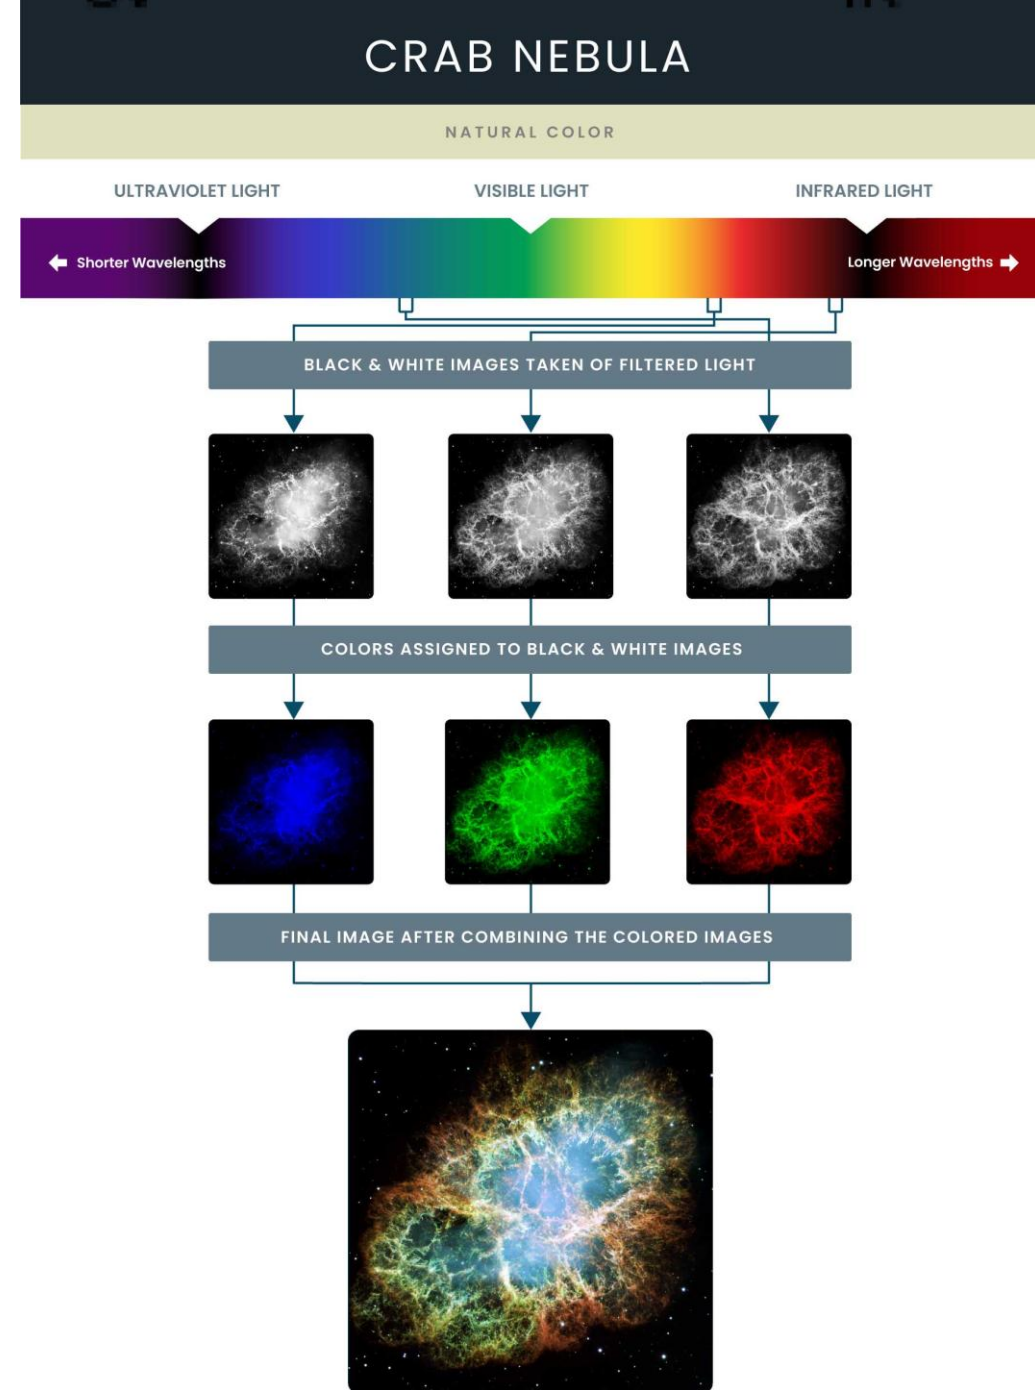 CRAB NEBULA
NATURAL COLOR
ULTRAVIOLET LIGHT VISIBLE LIGHT INFRARED LIGHT
Shorter Wavelengths Longer Wavelengths
BLACK & WHITE IMAGES TAKEN OF FILTERED LIGHT
COLORS ASSIGNED TO BLACK & WHITE IMAGES
FINAL IMAGE AFTER COMBINING THE COLORED IMAGES